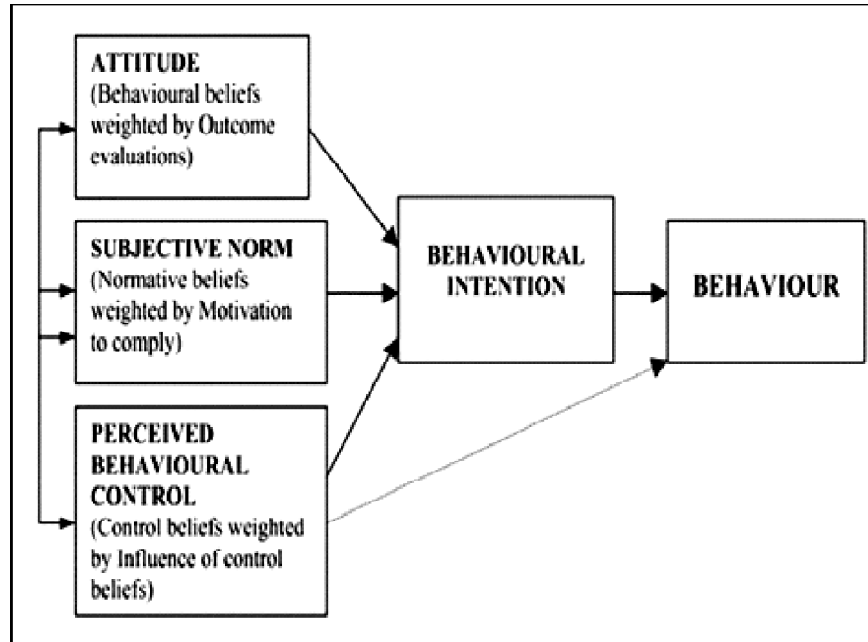 ATTITUDE
(Behavioural beliefs
weighted by Outcome
evaluations)
SUBJECTIVE NORM
(Normative beliefs
weighted by Motivation
to comply)
PERCEIVED
BEHAVIOURAL
CONTROL
(Control beliefs weighted
by Influence of control
beliefs)
BEHAVIOURAL
INTENTION
BEHAVIOUR